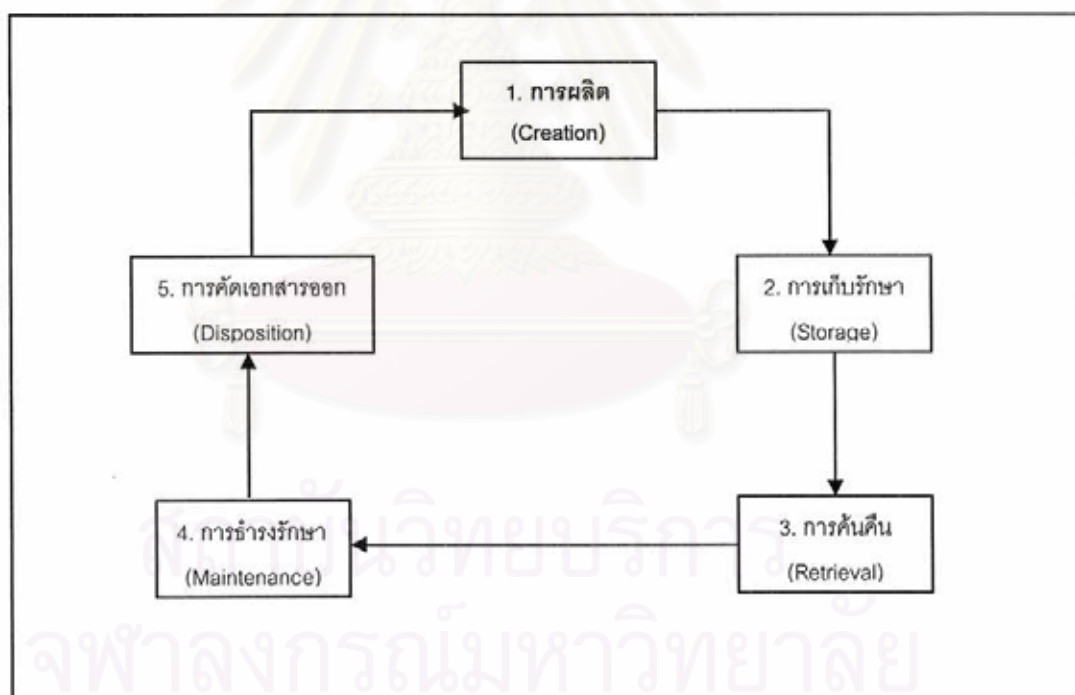 1. การผลิต
(Creation)
2. การเก็บรักษา
(Storage)
3. การค้นคืน
(Retrieval)
4. การธำรงรักษา
(Maintenance)
5. การคัดเอกสารออก
(Disposition)
สถาบันวิทยบริการ
จุฬาลงกรณ์มหาวิทยาลัย